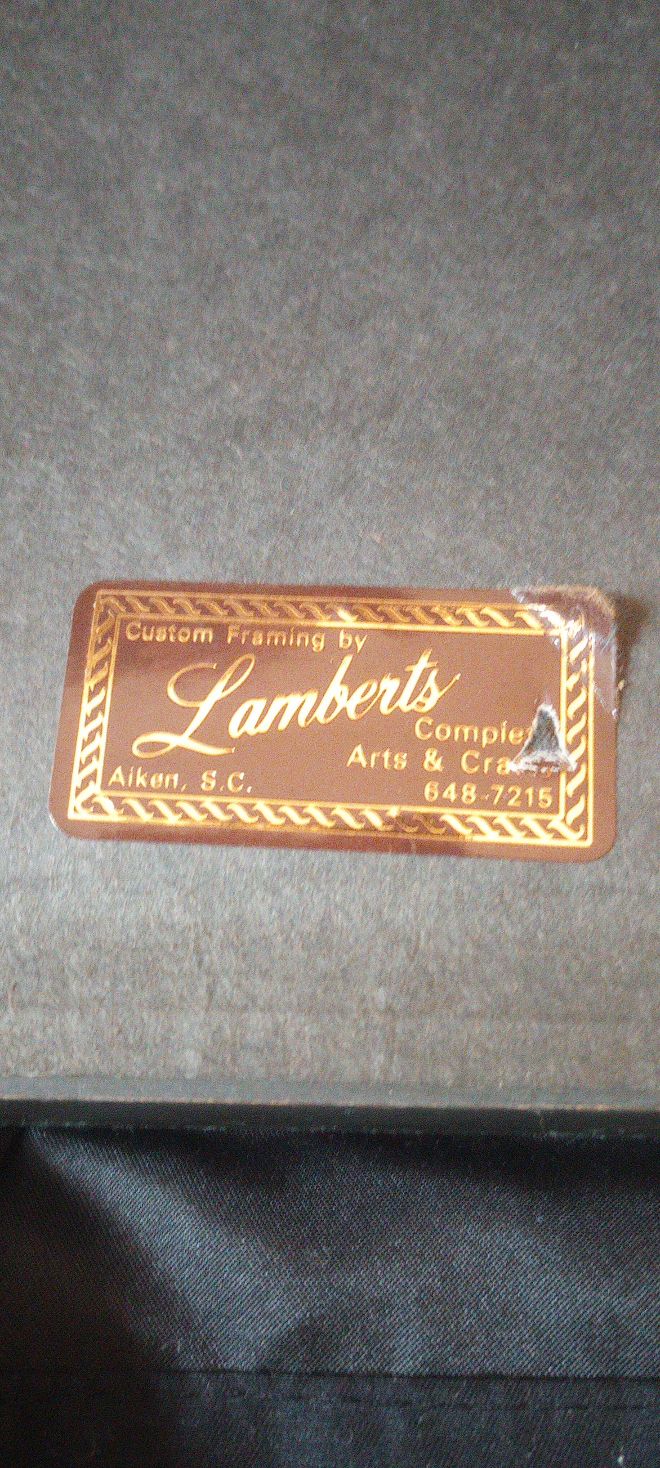 Custom Framing by
Lamberts
Arts &
Aiken, S.C.
648-7215